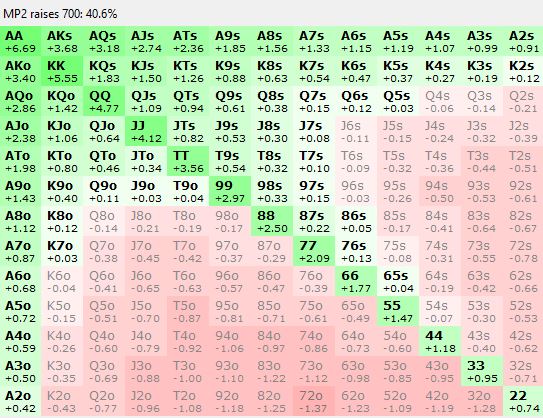 MP2 raises 700: 40.6%
AA AKs AQs AJs ATs A9s A8s A7s A6s A5s A4s A3s A2s
+6.69 +3.68 +3.18 +2.74 +2.36 +1.85 +1.56 +1.33 +1.15 +1.19 +1.07 +0.99 +0.91
AKo KK KQs KJs KTs K9s K8s K7s K6s K5s K4s K3s K2s
+3.40 +5.55 +1.83 +1.50 +1.26 +0.88 +0.63 +0.54 +0.47 +0.37 +0.27 +0.19 +0.12
AQo KQo QQ QJs QTs Q9s Q8s Q7s Q6s Q5s Q4s Q3s Q2s
+2.86 +1.42 +4.77 +1.09 +0.94 +0.61 +0.38 +0.15 +0.12 +0.03 -0.06 -0.14 -0.21
AJo KJo QJo JJ JTs J9s J8s J7s J6s J5s J4s J3s J2s
+2.38 +1.06 +0.64 +4.12 +0.82 +0.53 +0.30 +0.08 -0.11 -0.15 -0.24 -0.32 -0.39
ATo KTo QTo JTo TT T9s T8s T7s T6s T5s T4s T3s T2s
+1.98 +0.80 +0.46 +0.34 +3.56 +0.54 +0.32 +0.10 -0.09 -0.32 -0.36 -0.44 -0.51
A9o K9o Q9o J9o T9o 99 98s 97s 96s 95s 94s 93s 92s
+1.43 +0.40 +0.11 +0.03 +0.04 +2.97 +0.33 +0.15 -0.03 -0.26 -0.50 -0.53 -0.61
A8o K8o Q8o J8o T8o 98o 88 87s 86s 85s 84s 83s 82s
+1.12 +0.12 -0.14 -0.21 -0.19 -0.17 +2.50 +0.22 +0.05 -0.17 -0.41 -0.64 -0.67
A7o K7o Q7o J7o T7o 97o 87o 77 76s 75s 74s 73s 72s
+0.87 +0.03 -0.38 -0.45 -0.42 -0.37 -0.29 +2.09 +0.13 -0.08 -0.31 -0.55 -0.78
A6o K6o Q6o J6o T6o 96o 86o 76o 66 65s 64s 63s 62s
+0.68 -0.04 -0.41 -0.65 -0.63 -0.57 -0.47 -0.39 +1.77 +0.04 -0.19 -0.42 -0.66
A5o K5o Q5o J5o T5o 95o 85o 75o 65o 55 54s 53s 52s
+0.72 -0.15 -0.51 -0.70 -0.87 -0.81 -0.71 -0.61 -0.49 +1.47 -0.07 -0.30 -0.53
A4o K4o Q4o J4o T4o 94o 84o 74o 64o 54o 44 43s 42s
+0.59 -0.26 -0.60 -0.79 -0.92 -1.06 -0.97 -0.86 -0.73 -0.60 +1.18 -0.40 -0.62
A3o K3o Q3o J3o T3o 93o 83o 73o 63o 53o 43o 33 32s
+0.50 -0.35 -0.69 -0.88 -1.00 -1.10 -1.22 -1.12 -0.98 -0.85 -0.95 +0.95 -0.71
A2o K2o Q2o J2o T2o 92o 82o 72o 62o 52o 42o 32o 22
+0.42 -0.43 -0.77 -0.96 -1.08 -1.18 -1.25 -1.37 -1.23 -1.09 -1.19 -1.28 +0.74